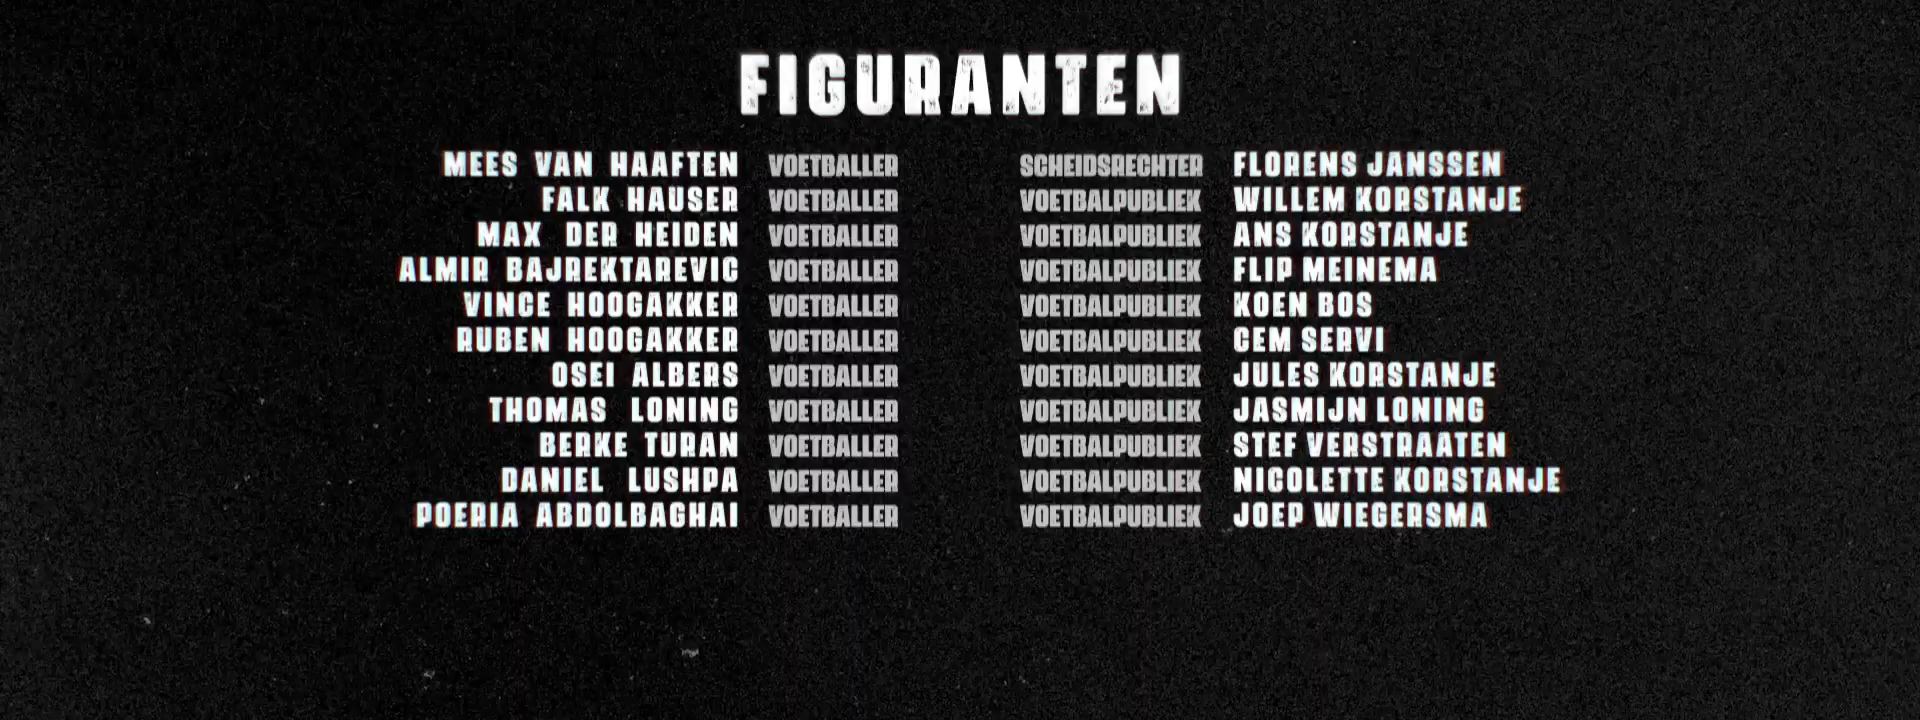 FIGURANTEN
MEES VAN HAAFTEN VOETBALLER SCHEIDSRECHTER FLORENS JANSSEN
FALK HAUSER VOETBALLER VOETBALPUBLIEK WILLEM KORSTANJE
MAX DER HEIDEN VOETBALLER VOETBALPUBLIEK ANS KORSTANJE
ALMIR BAJREKTAREVIC VOETBALLER VOETBALPUBLIEK FLIP MEINEMA
VINCE HOOGAKKER VOETBALLER VOETBALPUBLIEK KOEN BOS
RUBEN HOOGAKKER VOETBALLER VOETBALPUBLIEK CEM SERVI
OSEI ALBERS VOETBALLER VOETBALPUBLIEK JULES KORSTANJE
THOMAS LONING VOETBALLER VOETBALPUBLIEK JASMIJN LONING
BERKE TURAN VOETBALLER VOETBALPUBLIEK STEF VERSTRAATEN
DANIEL LUSHPA VOETBALLER VOETBALPUBLIEK NICOLETTE KORSTANJE
POERIA ABDOLBAGHAI VOETBALLER VOETBALPUBLIEK JOEP WIEGERSMA